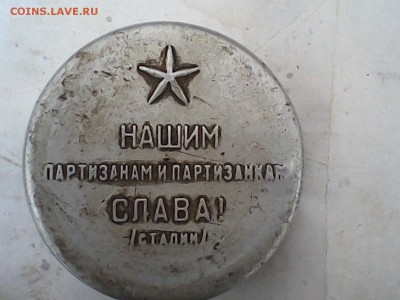 COINS.LAVE.RU
НАШИМ
ПАРТИЗАНАМ И ПАРТИЗАНКАМ
СЛАВА!
/СТАЛИН/